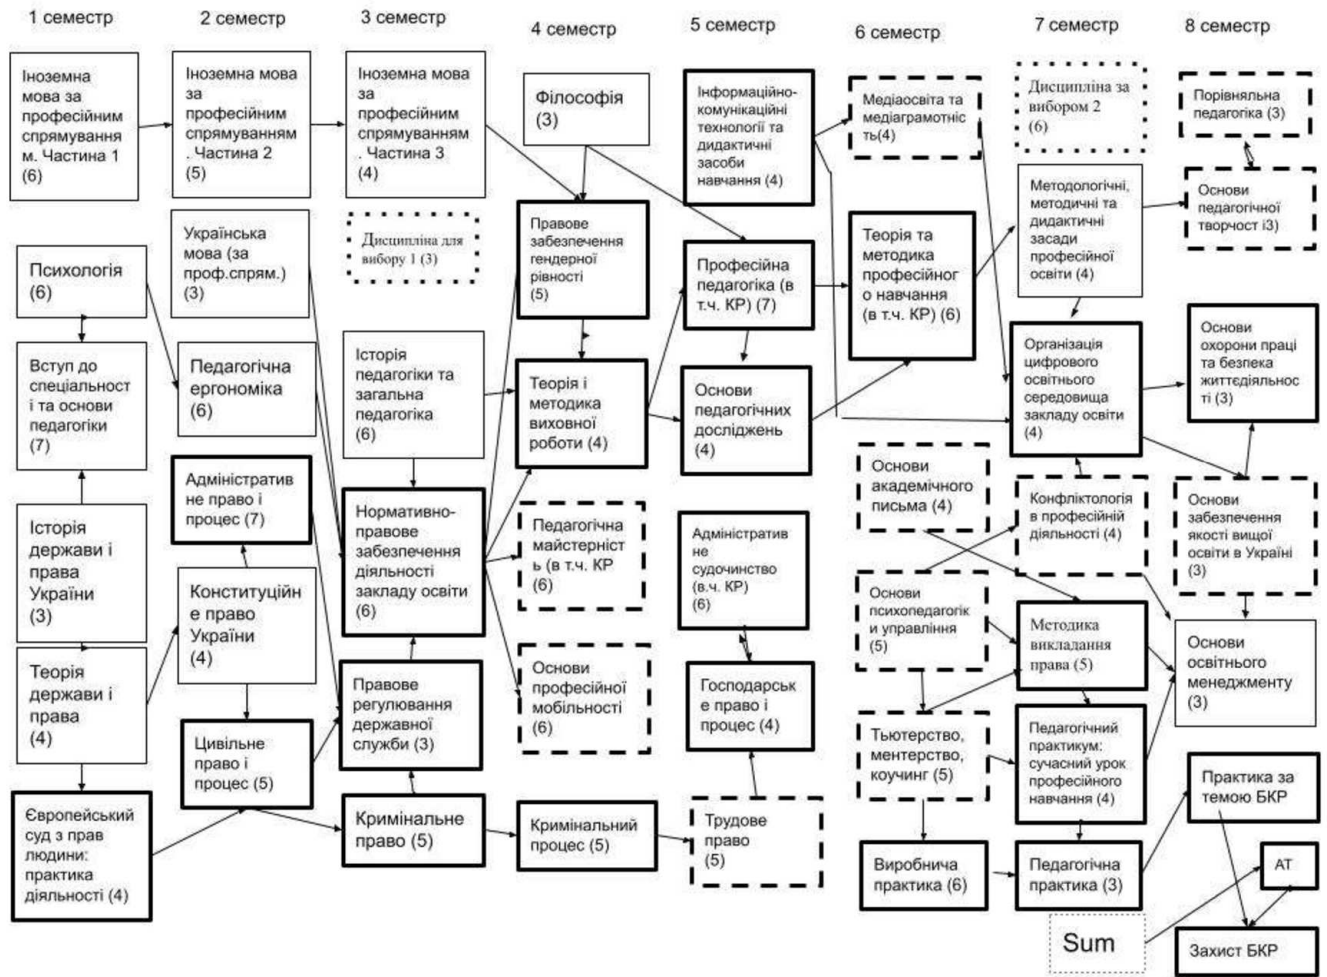 1 семестр
2 семестр
3 семестр
4 семестр
5 семестр
6 семестр
7 семестр
8 семестр
Іноземна
мова за
професійним
спрямування
м. Частина 1
(6)
Психологія
(6)
Вступ до
спеціальност
і та основи
педагогіки
(7)
Історія
держави і
права
України
(3)
Теорія
держави і
права
(4)
Європейський
суд з прав
людини:
практика
діяльності (4)
Іноземна мова
за
професійним
спрямуванням
. Частина 2
(5)
Українська
мова (за
проф.спрям.)
(3)
Педагогічна
ергономіка
(6)
Адміністратив
не право і
процес (7)
Конституційн
е право
України
(4)
Цивільне
право і
процес (5)
Іноземна мова
за
професійним
спрямуванням
. Частина 3
(4)
Дисципліна для
вибору 1 (3)
Історія
педагогіки та
загальна
педагогіка
(6)
Нормативно-
правове
забезпечення
діяльності
закладу освіти
(6)
Правове
регулювання
державної
служби (3)
Кримінальне
право (5)
Філософія
(3)
Правове
забезпечення
гендерної
рівності
(5)
Теорія і
методика
виховної
роботи (4)
Педагогічна
майстерніст
ь (в т.ч. КР
(6)
Основи
професійної
мобільності
(6)
Кримінальний
процес (5)
Інформаційно-
комунікаційні
технології та
дидактичні
засоби
навчання (4)
Професійна
педагогіка (в
т.ч. КР) (7)
Основи
педагогічних
досліджень
(4)
Адміністратив
не
судочинство
(в.ч. КР)
(6)
Господарськ
е право і
процес (4)
Трудове
право
(5)
Медіаосвіта та
медіаграмотніс
ть(4)
Теорія та
методика
професійног
о навчання
(в т.ч. КР) (6)
Основи
академічного
письма (4)
Основи
психопедагогік
и управління
(5)
Тьютерство,
ментерство,
коучинг (5)
Виробнича
практика (6)
Дисципліна за
вибором 2
(6)
Методологічні,
методичні та
дидактичні
засади
професійної
освіти (4)
Організація
цифрового
освітнього
середовища
закладу освіти
(4)
Конфліктологія
в професійній
діяльності (4)
Методика
викладання
права (5)
Педагогічний
практикум:
сучасний урок
професійного
навчання (4)
Педагогічна
практика (3)
Sum
Порівняльна
педагогіка (3)
Основи
педагогічної
творчост і3)
Основи
охорони праці
та безпека
життєдіяльнос
ті (3)
Основи
забезпечення
якості вищої
освіти в Україні
(3)
Основи
освітнього
менеджменту
(3)
Практика за
темою БКР
АТ
Захист БКР